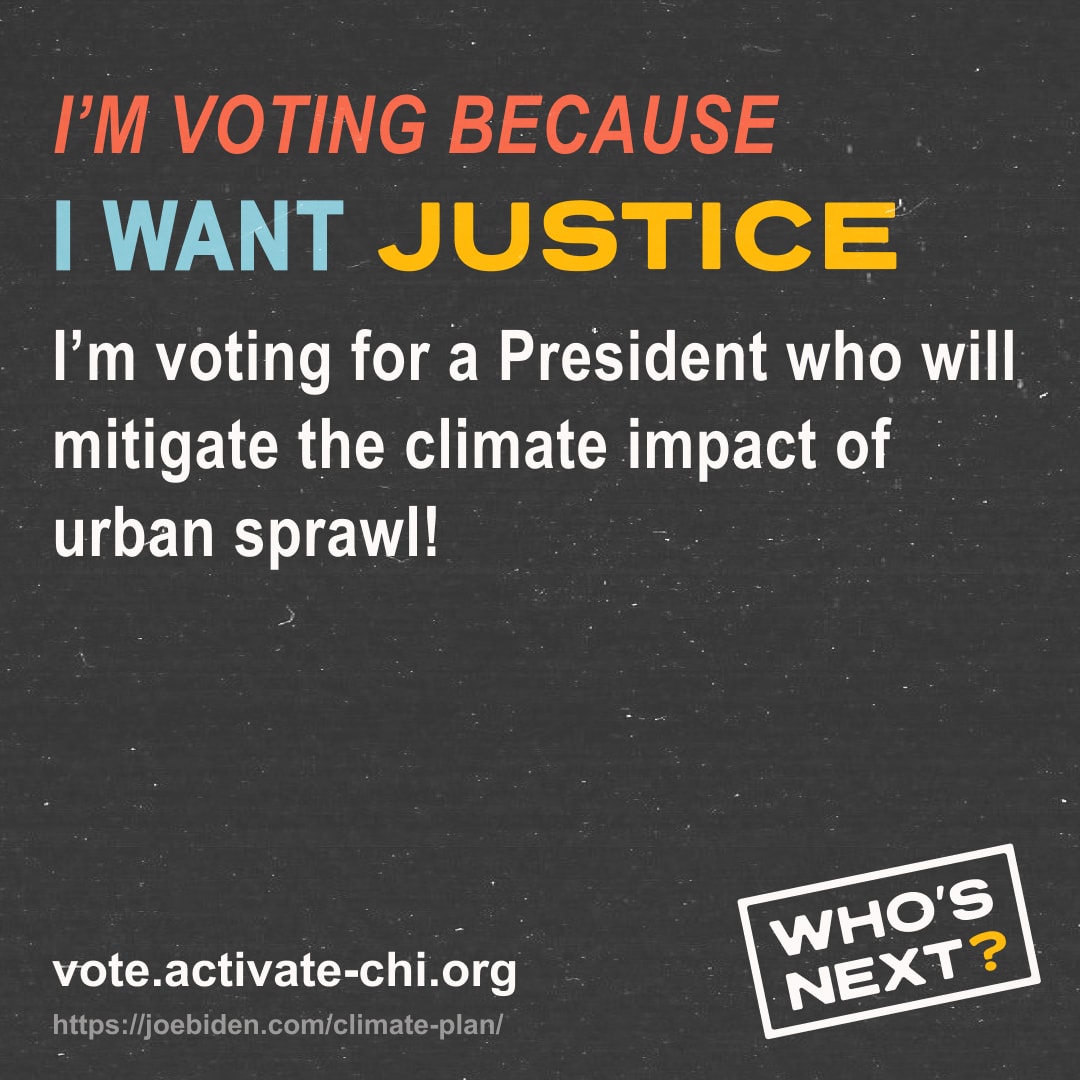 I'M VOTING BECAUSE
I WANT JUSTICE
I'm voting for a President who will
mitigate the climate impact of
urban sprawl!
WHO'S
NEXT?
vote.activate-chi.org
https://joebiden.com/climate-plan/